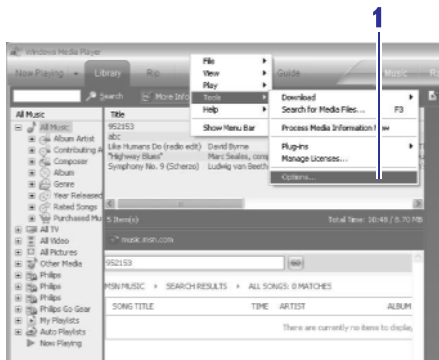 1
Windows Media Player
Now Playing
Library
Rip
Guide
Music
Search
More Info
File
View
Play
Tools
Help
Show Menu Bar
Download
Search for Media Files... F3
Process Media Information Now
Plug-ins
Manage Licenses...
Options...
All Music
All Music
Album Artist
Contributing A
Composer
Album
Genre
Year Released
Rated Songs
Purchased Mu
All TV
All Video
All Pictures
Other Media
Philips
Philips
Philips
Philips Go Gear
My Playlists
Auto Playlists
Now Playing
Title
952153
abc
Like Humans Do (radio edit) David Byrne
"Highway Blues" Marc Seales, comp
Symphony No. 9 (Scherzo) Ludwig van Beeth
5 Item(s) Total Time: 10:48 / 8.70 MB
music.msn.com
952153 go
MSN MUSIC SEARCH RESULTS ALL SONGS: 0 MATCHES
SONG TITLE TIME ARTIST ALBUM
There are currently no items to display